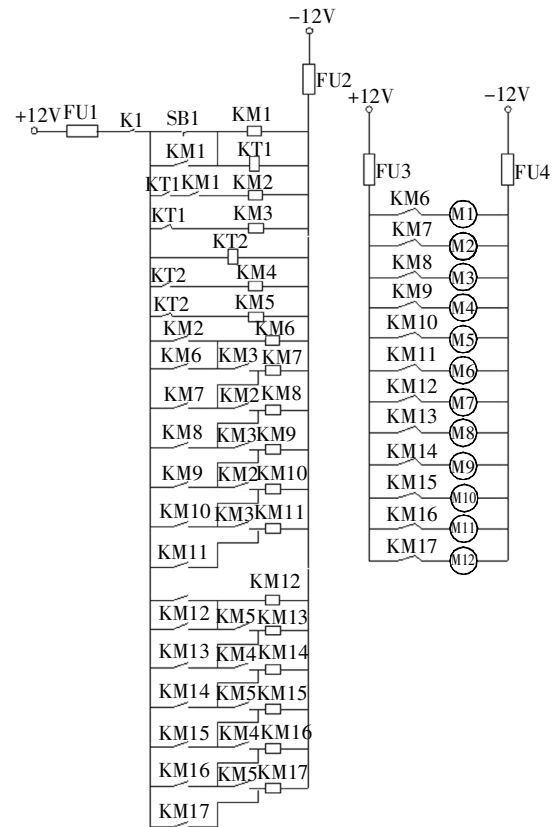 −12V
FU2
+12V FU1 K1 SB1 KM1
KM1 KT1
KT1 KM1 KM2
KT1 KM3
KT2
KT2 KM4
KT2 KM5
KM2 KM6
KM6 KM3 KM7
KM7 KM2 KM8
KM8 KM3 KM9
KM9 KM2 KM10
KM10 KM3 KM11
KM11
KM12
KM12 KM5 KM13
KM13 KM4 KM14
KM14 KM5 KM15
KM15 KM4 KM16
KM16 KM5 KM17
KM17
+12V −12V
FU3 FU4
KM6 M1
KM7 M2
KM8 M3
KM9 M4
KM10 M5
KM11 M6
KM12 M7
KM13 M8
KM14 M9
KM15 M10
KM16 M11
KM17 M12